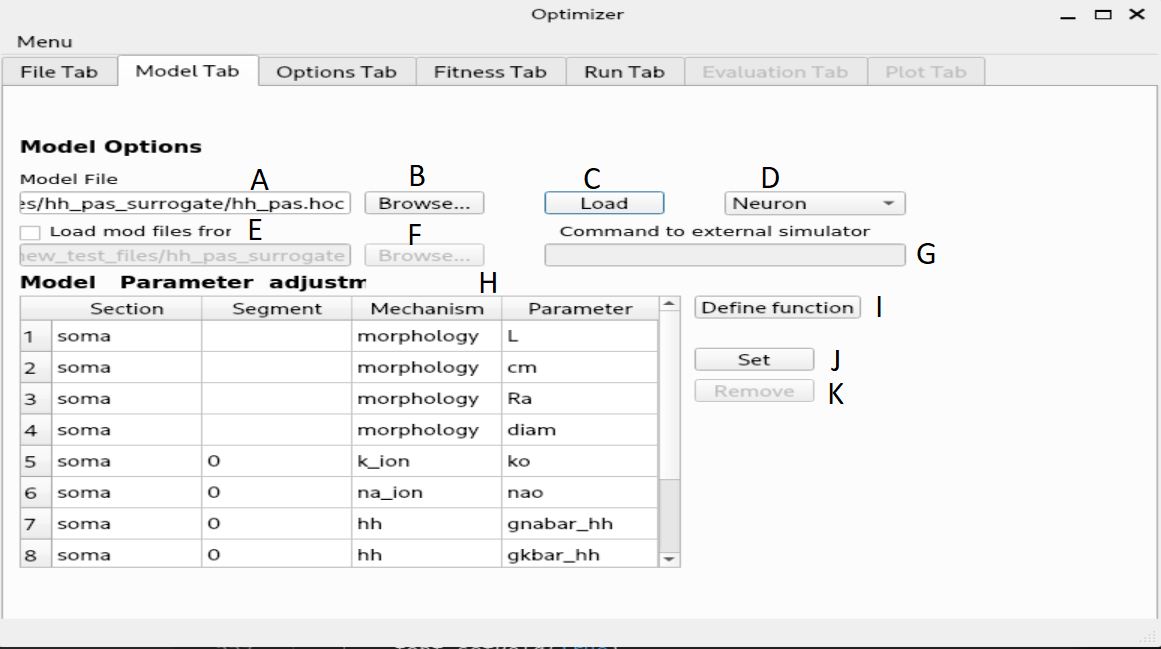 Optimizer
Menu
File Tab Model Tab Options Tab Fitness Tab Run Tab Evaluation Tab Plot Tab
Model Options
Model File A B C D
es/hh_pas_surrogate/hh_pas.hoc Browse... Load Neuron
Load mod files from E F Command to external simulator
new_test_files/hh_pas_surrogate Browse... G
Model Parameter adjustm H
Section Segment Mechanism Parameter Define function I
1 soma morphology L
2 soma morphology cm Set J
3 soma morphology Ra Remove K
4 soma morphology diam
5 soma 0 k_ion ko
6 soma 0 na_ion nao
7 soma 0 hh gnabar_hh
8 soma 0 hh gkbar_hh